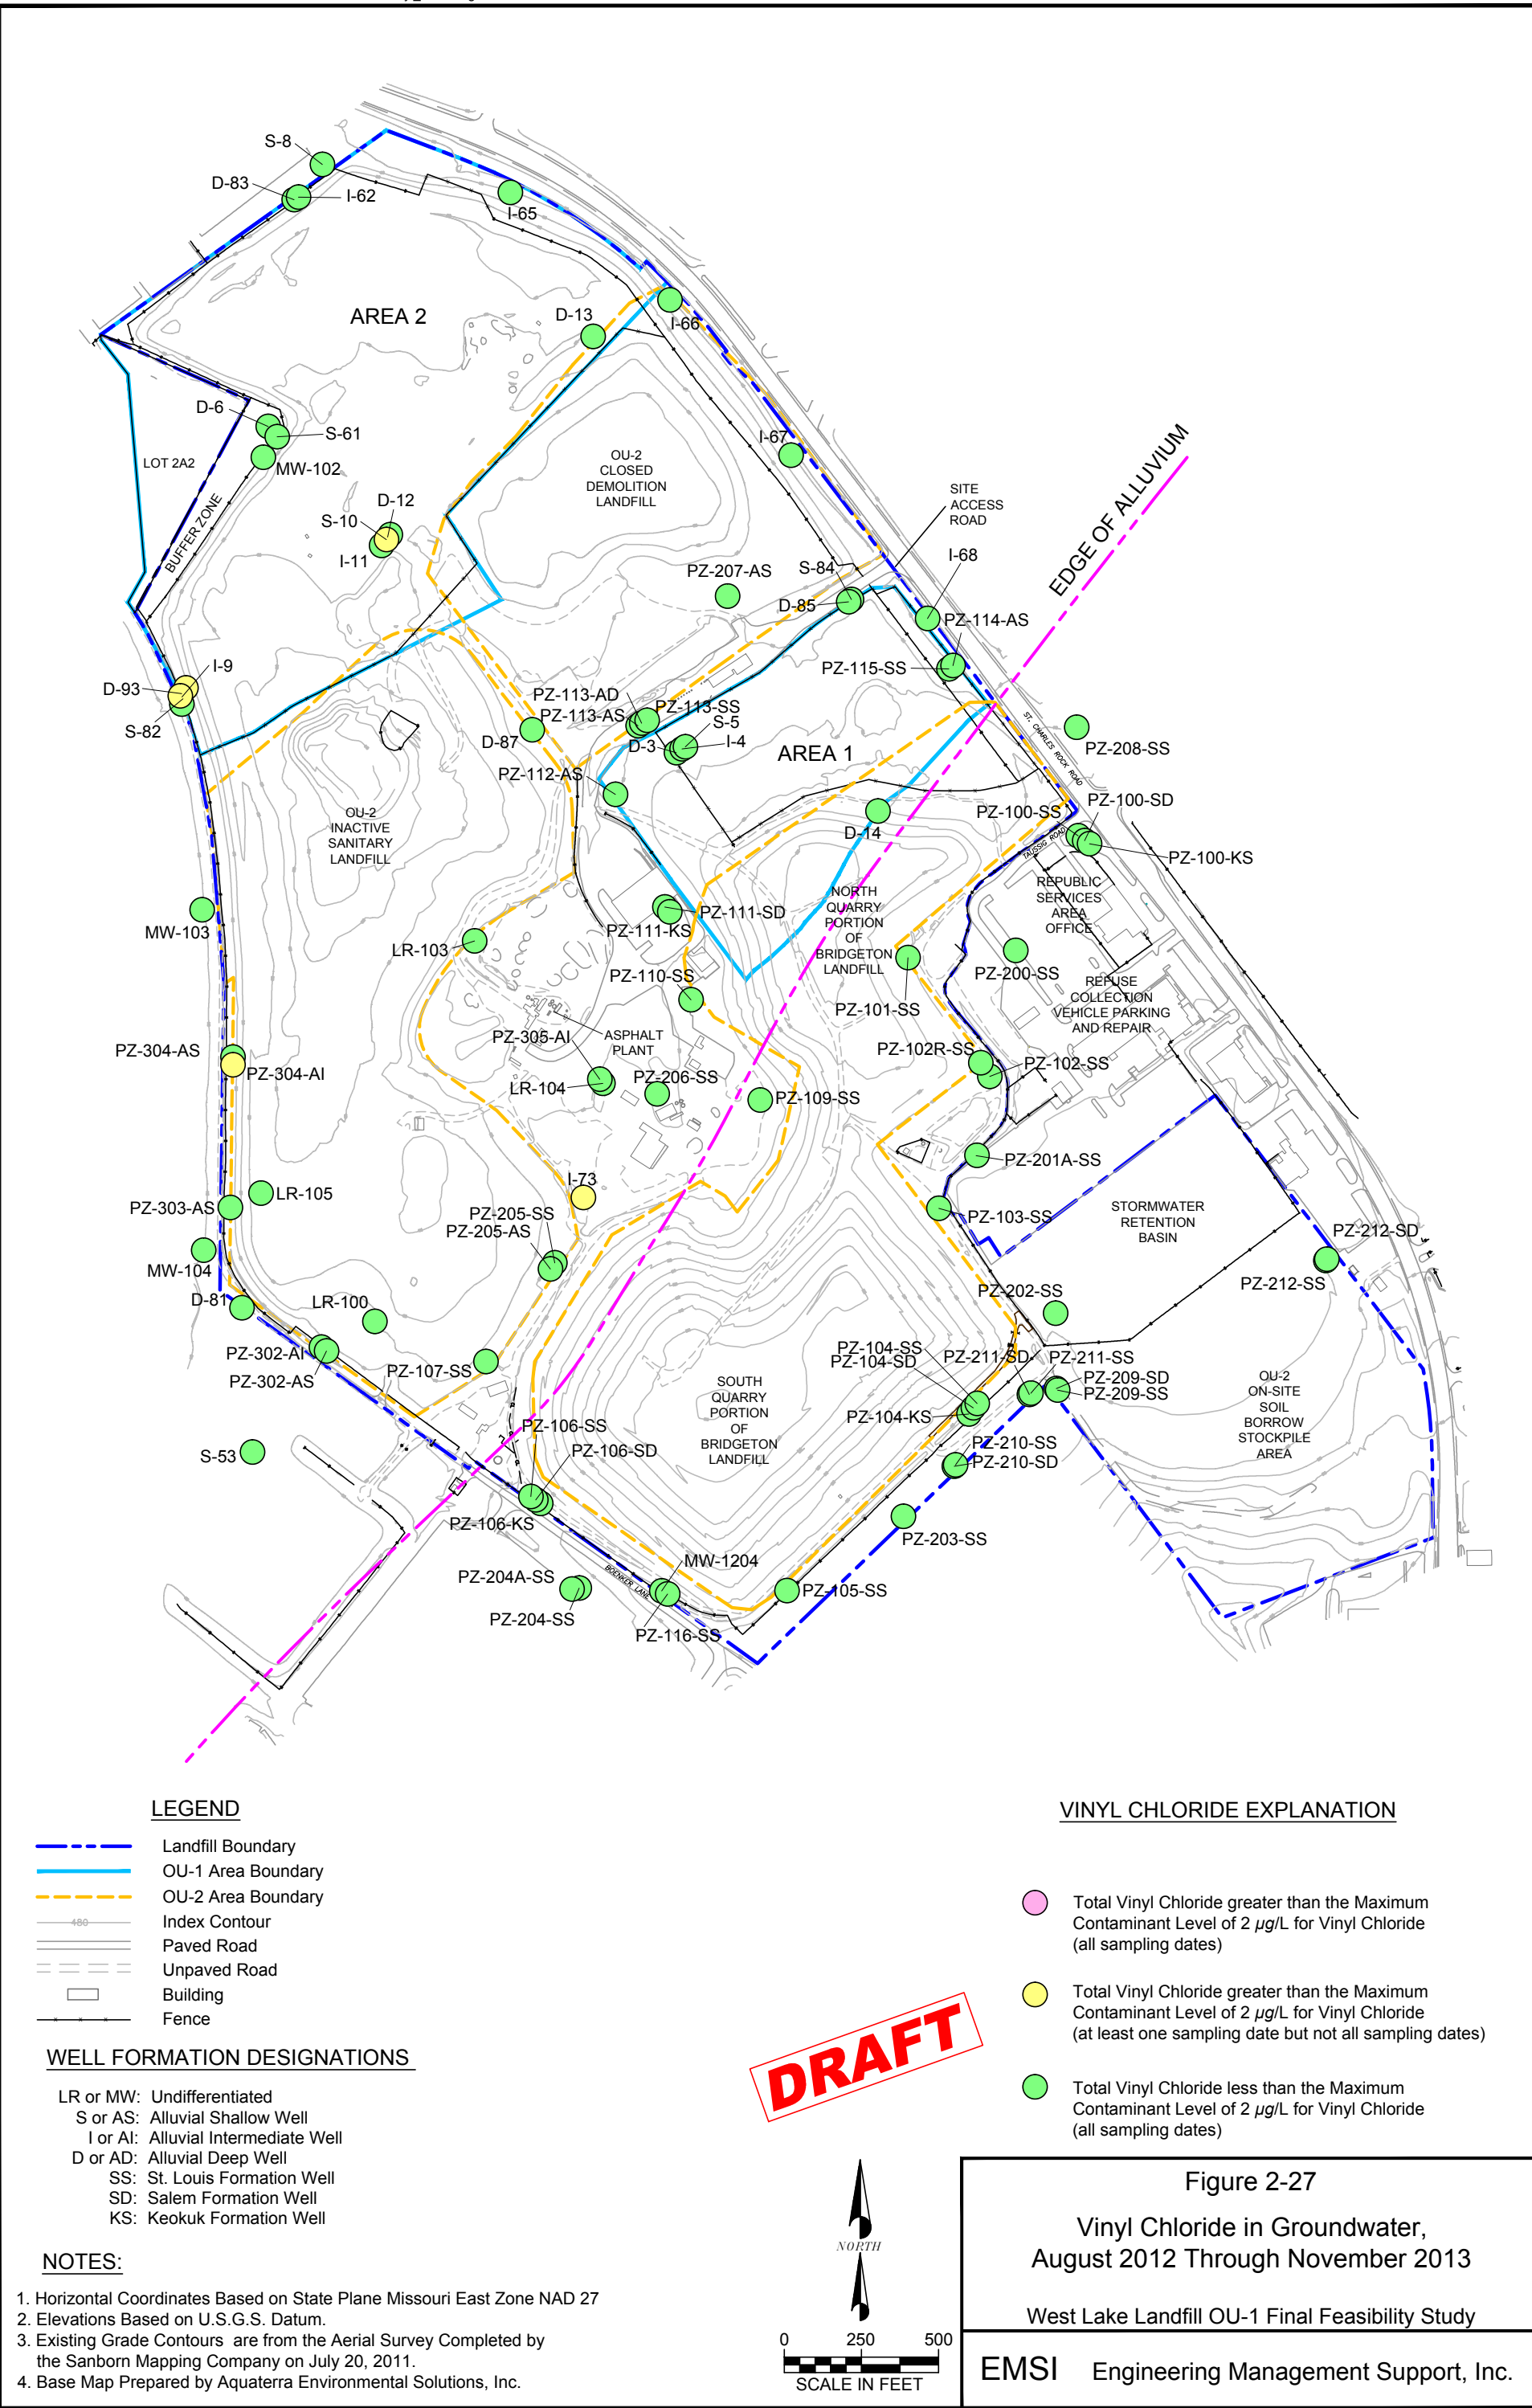 S-8
D-83
I-62
I-65
AREA 2
D-13
I-66
D-6
S-61
LOT 2A2
MW-102
BUFFER ZONE
D-12
S-10
I-11
OU-2
CLOSED
DEMOLITION
LANDFILL
I-67
SITE
ACCESS
ROAD
EDGE OF ALLUVIUM
I-68
PZ-207-AS
S-84
D-85
PZ-114-AS
PZ-115-SS
I-9
D-93
S-82
PZ-113-AD
PZ-113-SS
PZ-113-AS
S-5
D-87
D-3
I-4
AREA 1
ST. CHARLES ROCK ROAD
PZ-208-SS
PZ-112-AS
OU-2
INACTIVE
SANITARY
LANDFILL
D-14
PZ-100-SS
PZ-100-SD
TAUSSIG ROAD
PZ-100-KS
REPUBLIC
SERVICES
AREA
OFFICE
NORTH
QUARRY
PORTION
OF
BRIDGETON
LANDFILL
MW-103
PZ-111-SD
PZ-111-KS
LR-103
PZ-110-SS
PZ-200-SS
PZ-101-SS
REFUSE
COLLECTION
VEHICLE PARKING
AND REPAIR
PZ-305-AI
ASPHALT
PLANT
PZ-304-AS
PZ-304-AI
LR-104
PZ-206-SS
PZ-102R-SS
PZ-102-SS
PZ-109-SS
PZ-201A-SS
I-73
LR-105
PZ-303-AS
PZ-205-SS
PZ-205-AS
PZ-103-SS
STORMWATER
RETENTION
BASIN
PZ-212-SD
PZ-212-SS
MW-104
D-81
LR-100
PZ-202-SS
PZ-302-AI
PZ-302-AS
PZ-107-SS
PZ-104-SS
PZ-104-SD
PZ-211-SD
PZ-211-SS
PZ-209-SD
PZ-209-SS
PZ-104-KS
SOUTH
QUARRY
PORTION
OF
BRIDGETON
LANDFILL
OU-2
ON-SITE
SOIL
BORROW
STOCKPILE
AREA
PZ-106-SS
PZ-106-SD
S-53
PZ-210-SS
PZ-210-SD
PZ-106-KS
PZ-203-SS
MW-1204
PZ-204A-SS
BOENKER LANE
PZ-105-SS
PZ-204-SS
PZ-116-SS
LEGEND
Landfill Boundary
OU-1 Area Boundary
OU-2 Area Boundary
480
Index Contour
Paved Road
Unpaved Road
Building
Fence
WELL FORMATION DESIGNATIONS
LR or MW: Undifferentiated
S or AS: Alluvial Shallow Well
I or AI: Alluvial Intermediate Well
D or AD: Alluvial Deep Well
SS: St. Louis Formation Well
SD: Salem Formation Well
KS: Keokuk Formation Well
NOTES:
1. Horizontal Coordinates Based on State Plane Missouri East Zone NAD 27
2. Elevations Based on U.S.G.S. Datum.
3. Existing Grade Contours are from the Aerial Survey Completed by
the Sanborn Mapping Company on July 20, 2011.
4. Base Map Prepared by Aquaterra Environmental Solutions, Inc.
VINYL CHLORIDE EXPLANATION
Total Vinyl Chloride greater than the Maximum
Contaminant Level of 2 µg/L for Vinyl Chloride
(all sampling dates)
Total Vinyl Chloride greater than the Maximum
Contaminant Level of 2 µg/L for Vinyl Chloride
(at least one sampling date but not all sampling dates)
Total Vinyl Chloride less than the Maximum
Contaminant Level of 2 µg/L for Vinyl Chloride
(all sampling dates)
DRAFT
NORTH
0 250 500
SCALE IN FEET
Figure 2-27
Vinyl Chloride in Groundwater,
August 2012 Through November 2013
West Lake Landfill OU-1 Final Feasibility Study
EMSI Engineering Management Support, Inc.